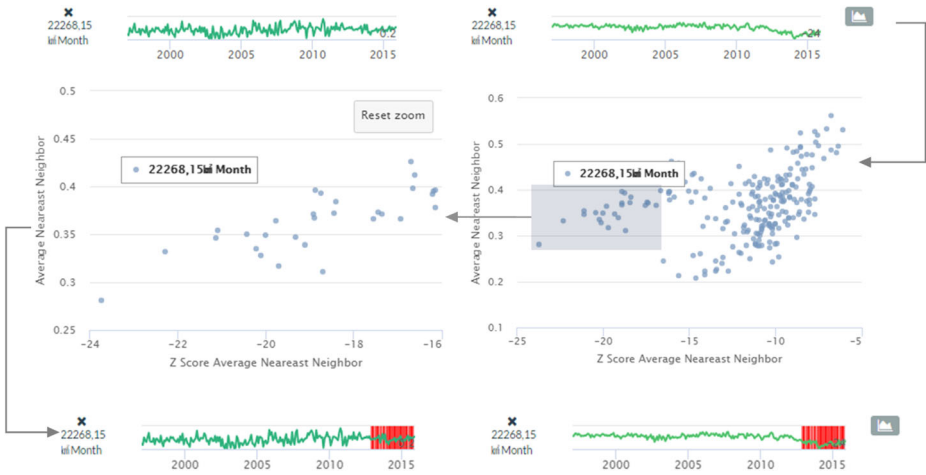 22268,15
Month
0.2
2000 2005 2010 2015
22268,15
Month
-24
2000 2005 2010 2015
0.5
0.45
0.4
0.35
0.3
0.25
Average Neareast Neighbor
Reset zoom
22268,15 Month
-24 -22 -20 -18 -16
Z Score Average Neareast Neighbor
0.6
0.5
0.4
0.3
0.2
0.1
Average Neareast Neighbor
22268,15 Month
-25 -20 -15 -10 -5
Z Score Average Neareast Neighbor
22268,15
Month
2000 2005 2010 2015
22268,15
Month
2000 2005 2010 2015